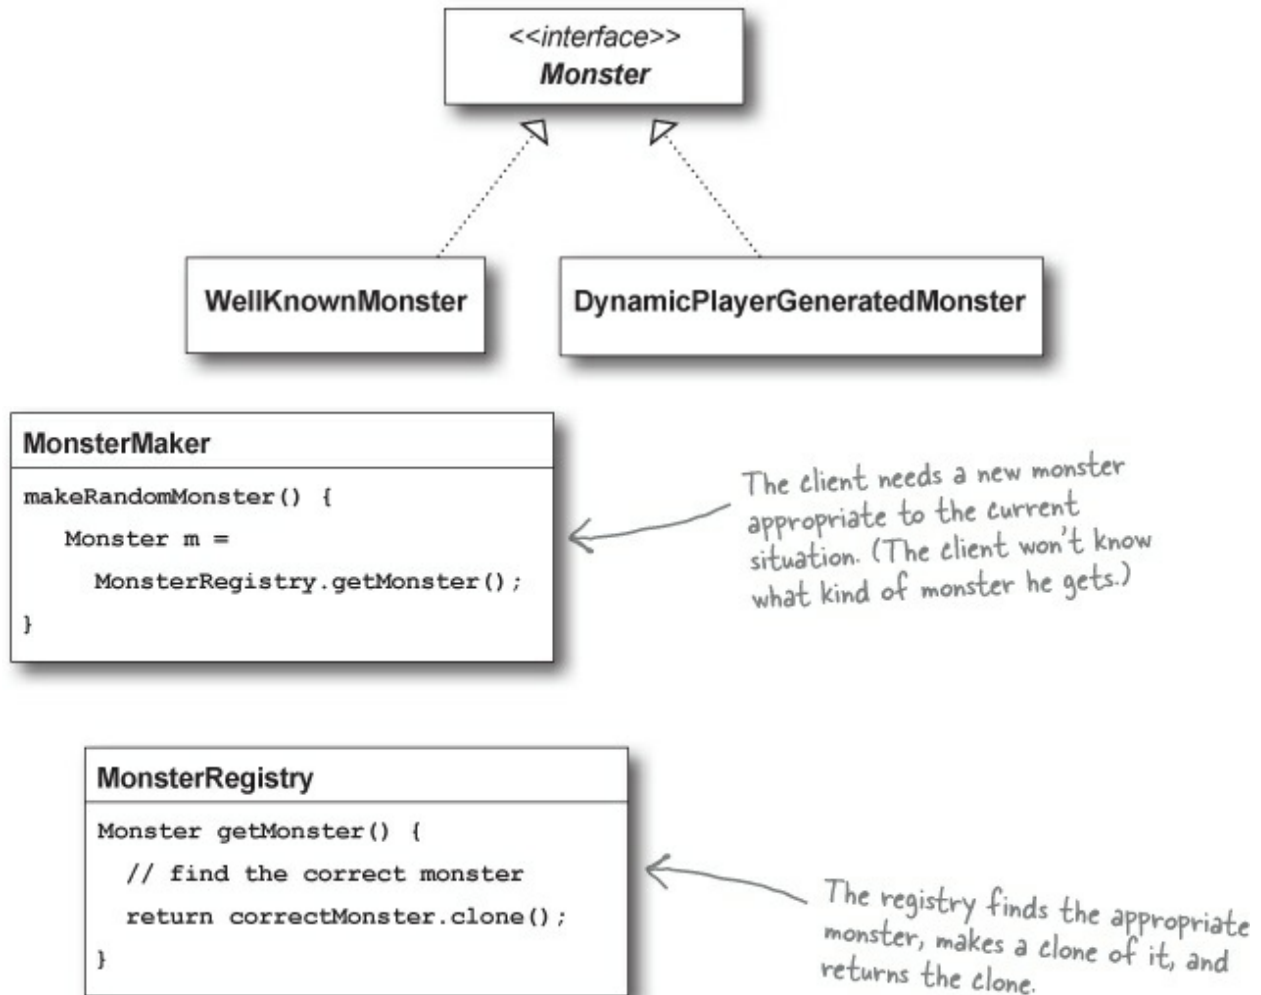 <<interface>>
Monster
WellKnownMonster
DynamicPlayerGeneratedMonster
MonsterMaker
makeRandomMonster() {
Monster m =
MonsterRegistry.getMonster();
}
The client needs a new monster
appropriate to the current
situation. (The client won't know
what kind of monster he gets.)
MonsterRegistry
Monster getMonster() {
// find the correct monster
return correctMonster.clone();
}
The registry finds the appropriate
monster, makes a clone of it, and
returns the clone.